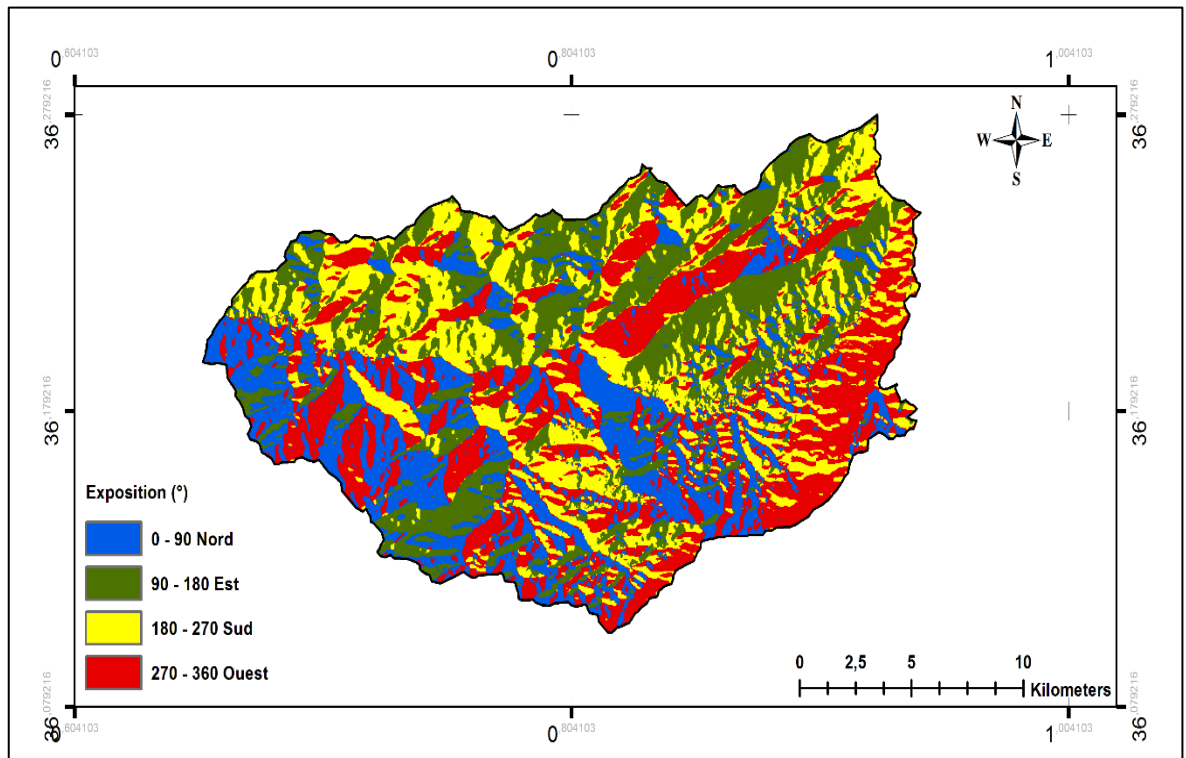 0,604103 0,804103 1,004103
36,279216 36,279216
N
W E
S
36,179216 36,179216
Exposition (°)
0 - 90 Nord
90 - 180 Est
180 - 270 Sud
270 - 360 Ouest
0 2,5 5 10
Kilometers
36,079216 36,079216
0,604103 0,804103 1,004103